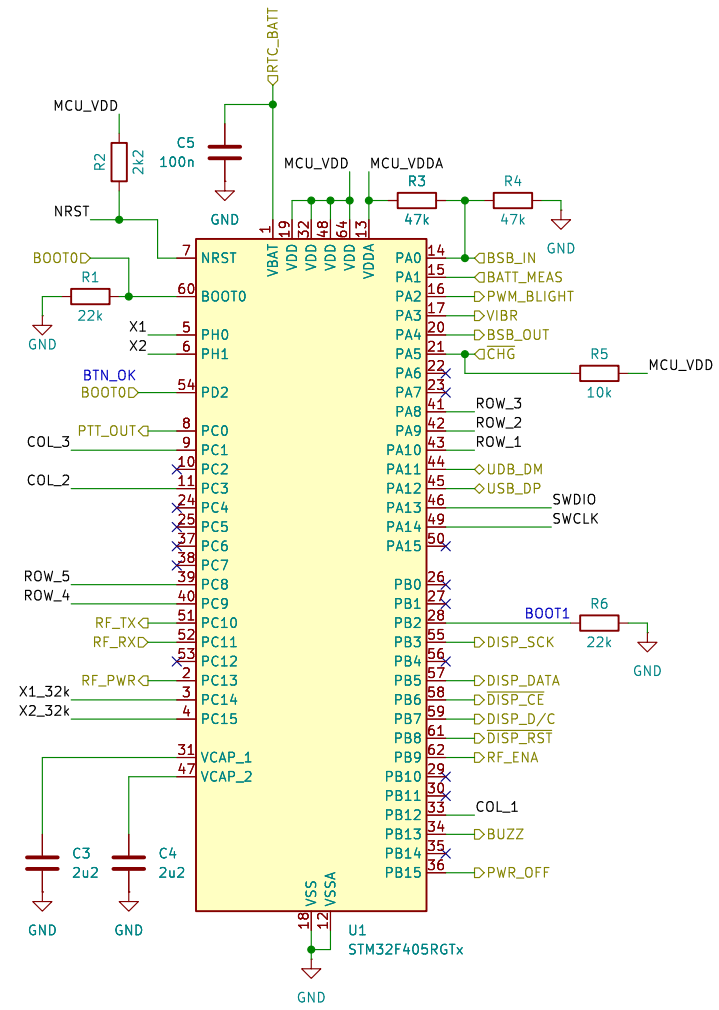 RTC_BATT
MCU_VDD
C5
100n
R2
2k2
MCU_VDD
MCU_VDDA
R3
47k
R4
47k
NRST
GND
GND
1
19
32
48
64
13
VBAT
VDD
VDD
VDD
VDD
VDDA
7 NRST
PA0 14 BSB_IN
BOOT0
R1
22k
GND
60 BOOT0
PA1 15 BATT_MEAS
PA2 16 PWM_BLIGHT
PA3 17 VIBR
X1 5 PH0
PA4 20 BSB_OUT
X2 6 PH1
PA5 21 CHG
R5
10k
MCU_VDD
PA6 22
BTN_OK
BOOT0 54 PD2
PA7 23
PA8 41 ROW_3
PTT_OUT 8 PC0
PA9 42 ROW_2
COL_3 9 PC1
PA10 43 ROW_1
10 PC2
PA11 44 UDB_DM
COL_2 11 PC3
PA12 45 USB_DP
24 PC4
PA13 46 SWDIO
25 PC5
PA14 49 SWCLK
37 PC6
PA15 50
38 PC7
ROW_5 39 PC8
PB0 26
ROW_4 40 PC9
PB1 27
RF_TX 51 PC10
PB2 28 BOOT1
R6
22k
GND
RF_RX 52 PC11
PB3 55 DISP_SCK
53 PC12
PB4 56
RF_PWR 2 PC13
PB5 57 DISP_DATA
X1_32k 3 PC14
PB6 58 DISP_CE
X2_32k 4 PC15
PB7 59 DISP_D/C
PB8 61 DISP_RST
31 VCAP_1
PB9 62 RF_ENA
47 VCAP_2
PB10 29
PB11 30
PB12 33 COL_1
PB13 34 BUZZ
PB14 35
PB15 36 PWR_OFF
C3
2u2
GND
C4
2u2
GND
VSS
VSSA
18
12
U1
STM32F405RGTx
GND